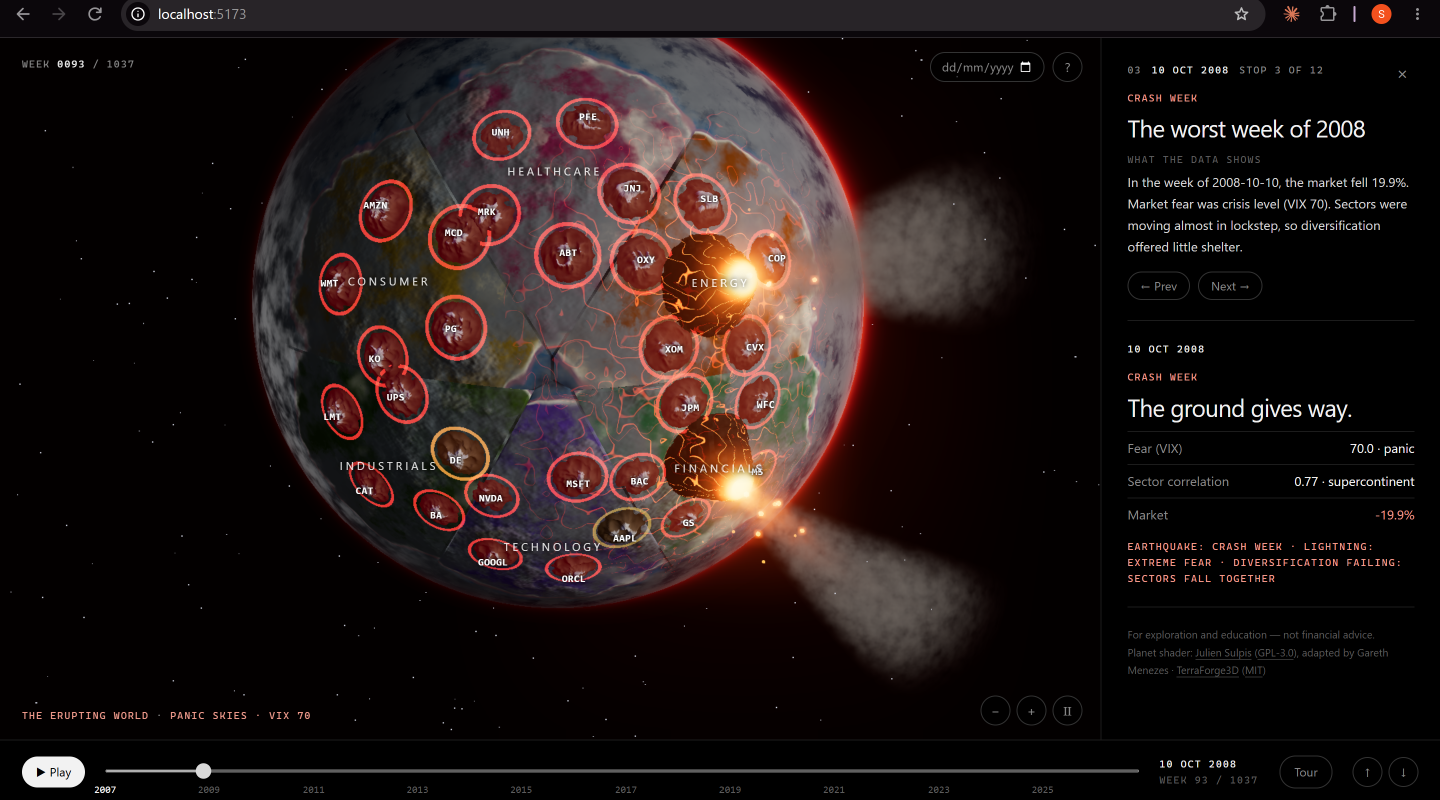 localhost:5173
S
WEEK 0093 / 1037
dd/mm/yyyy
?
UNH
PFE
HEALTHCARE
JNJ
SLB
AMZN
MRK
MCD
ABT
OXY
COP
WMT
CONSUMER
ENERGY
PG
XOM
CVX
KO
UPS
JPM
WFC
LMT
DE
INDUSTRIALS
FINANCIALS
MS
CAT
MSFT
BAC
NVDA
BA
GS
AAPL
TECHNOLOGY
GOOGL
ORCL
THE ERUPTING WORLD · PANIC SKIES · VIX 70
−
+
II
03 10 OCT 2008 STOP 3 OF 12
×
CRASH WEEK
The worst week of 2008
WHAT THE DATA SHOWS
In the week of 2008-10-10, the market fell 19.9%.
Market fear was crisis level (VIX 70). Sectors were
moving almost in lockstep, so diversification
offered little shelter.
← Prev
Next →
10 OCT 2008
CRASH WEEK
The ground gives way.
Fear (VIX) 70.0 · panic
Sector correlation 0.77 · supercontinent
Market -19.9%
EARTHQUAKE: CRASH WEEK · LIGHTNING:
EXTREME FEAR · DIVERSIFICATION FAILING:
SECTORS FALL TOGETHER
For exploration and education — not financial advice.
Planet shader: Julien Sulpis (GPL-3.0), adapted by Gareth
Menezes · TerraForge3D (MIT)
▶ Play
2007 2009 2011 2013 2015 2017 2019 2021 2023 2025
10 OCT 2008
WEEK 93 / 1037
Tour
↑
↓